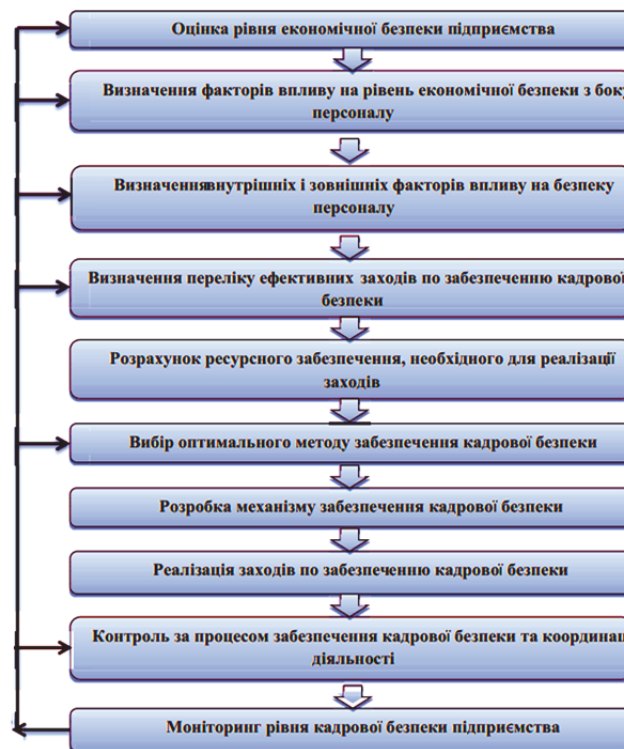 Оцінка рівня економічної безпеки підприємства
Визначення факторів впливу на рівень економічної безпеки з боку
персоналу
Визначеннявнутрішніх і зовнішніх факторів впливу на безпеку
персоналу
Визначення переліку ефективних заходів по забезпеченню кадрової
безпеки
Розрахунок ресурсного забезпечення, необхідного для реалізації
заходів
Вибір оптимального методу забезпечення кадрової безпеки
Розробка механізму забезпечення кадрової безпеки
Реалізація заходів по забезпеченню кадрової безпеки
Контроль за процесом забезпечення кадрової безпеки та координац
діяльності
Моніторинг рівня кадрової безпеки підприємства